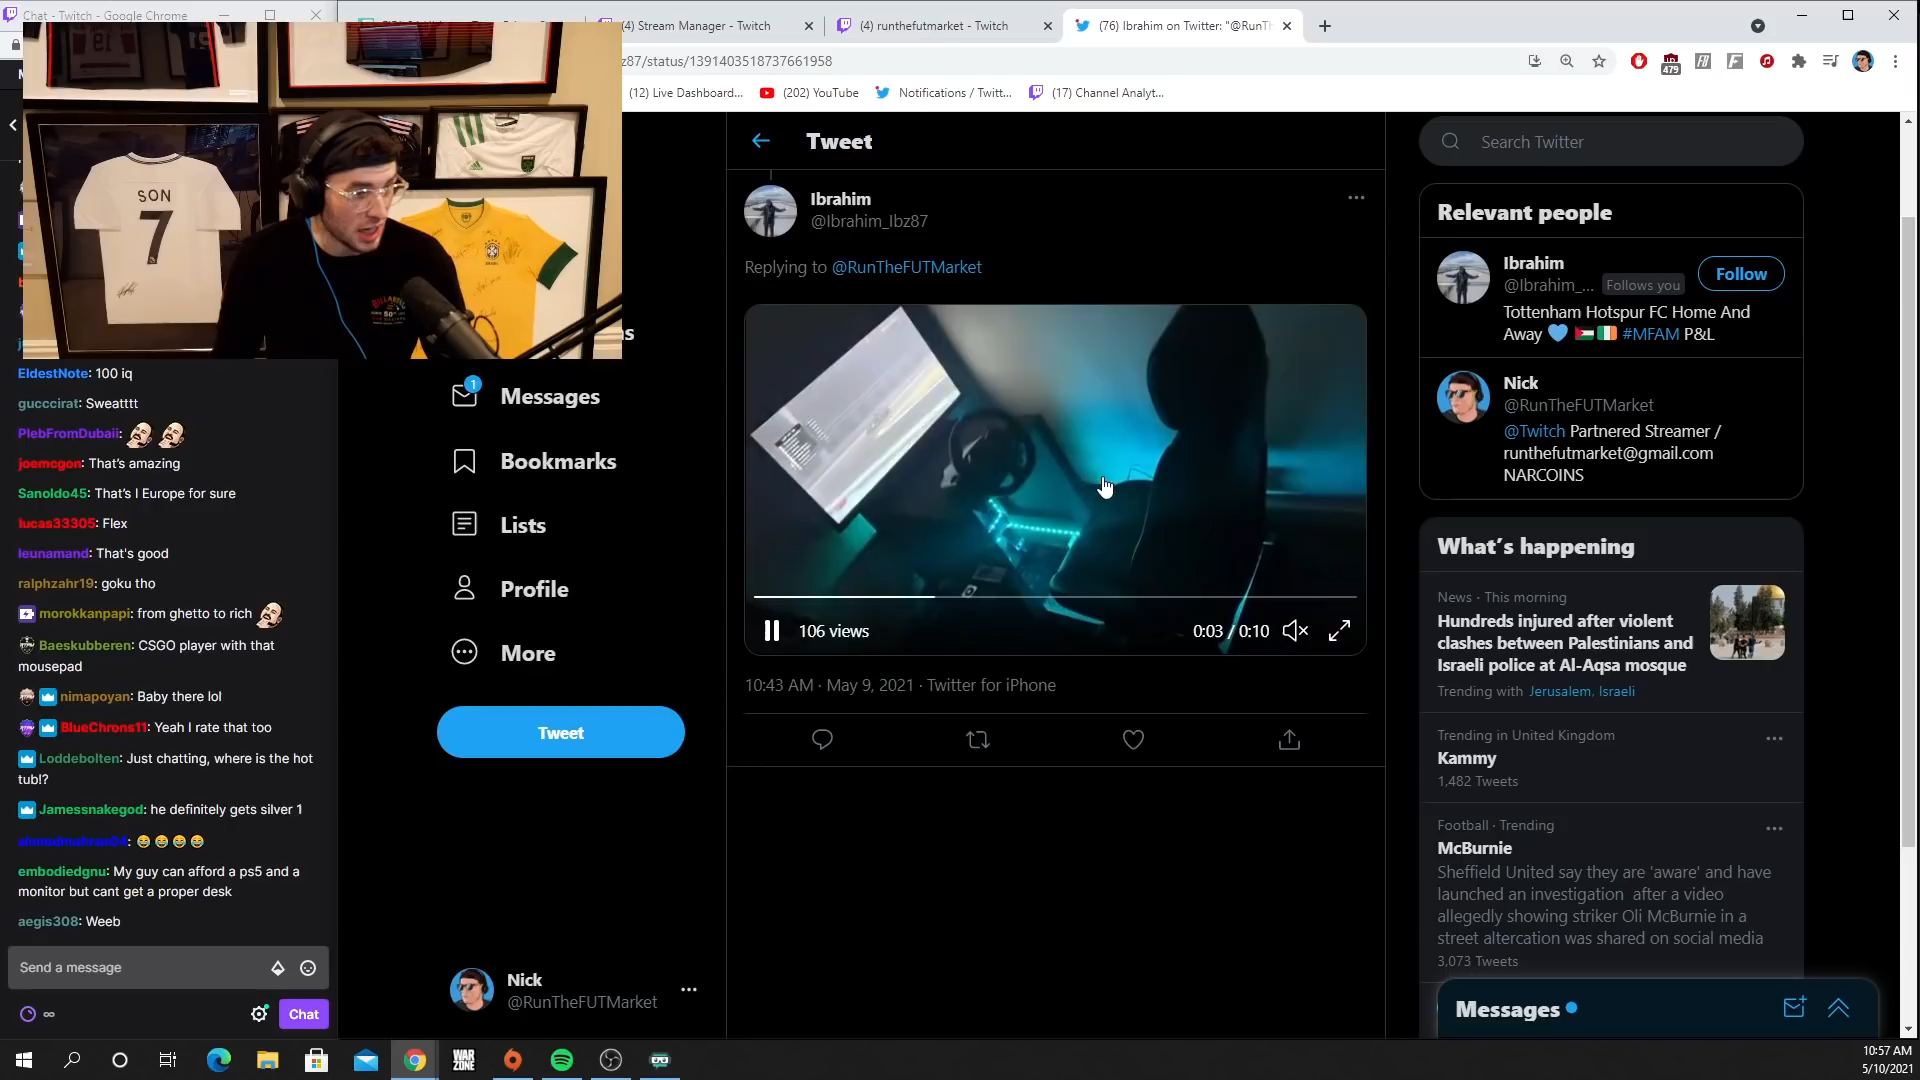 Chat - Twitch - Google Chrome
(4) Stream Manager - Twitch
(4) runthefutmarket - Twitch
(76) Ibrahim on Twitter: "@RunTh
z87/status/1391403518737661958
479
(12) Live Dashboard...
(202) YouTube
Notifications / Twitt...
(17) Channel Analyt...
SON
7
EldestNote: 100 iq
gucccirat: Sweatttt
PlebFromDubaii:
joemcgon: That's amazing
Sanoldo45: That's I Europe for sure
lucas33305: Flex
leunamand: That's good
ralphzahr19: goku tho
morokkanpapi: from ghetto to rich
Baeskubberen: CSGO player with that
mousepad
nimapoyan: Baby there lol
BlueChrons11: Yeah I rate that too
Loddebolten: Just chatting, where is the hot
tub!?
Jamessnakegod: he definitely gets silver 1
😂 😂 😂 😂
embodiedgnu: My guy can afford a ps5 and a
monitor but cant get a proper desk
aegis308: Weeb
Send a message
∞
Chat
1
Messages
Bookmarks
Lists
Profile
More
Tweet
Nick
@RunTheFUTMarket
Tweet
Ibrahim
@Ibrahim_Ibz87
Replying to @RunTheFUTMarket
106 views
0:03 / 0:10
10:43 AM · May 9, 2021 · Twitter for iPhone
Search Twitter
Relevant people
Ibrahim
@Ibrahim_... Follows you
Follow
Tottenham Hotspur FC Home And
Away 💙 🇵🇸 🇮🇪 #MFAM P&L
Nick
@RunTheFUTMarket
@Twitch Partnered Streamer /
runthefutmarket@gmail.com
NARCOINS
What's happening
News · This morning
Hundreds injured after violent
clashes between Palestinians and
Israeli police at Al-Aqsa mosque
Trending with Jerusalem, Israeli
Trending in United Kingdom
Kammy
1,482 Tweets
Football · Trending
McBurnie
Sheffield United say they are 'aware' and have
launched an investigation after a video
allegedly showing striker Oli McBurnie in a
street altercation was shared on social media
3,073 Tweets
Messages
WAR
ZONE
10:57 AM
5/10/2021